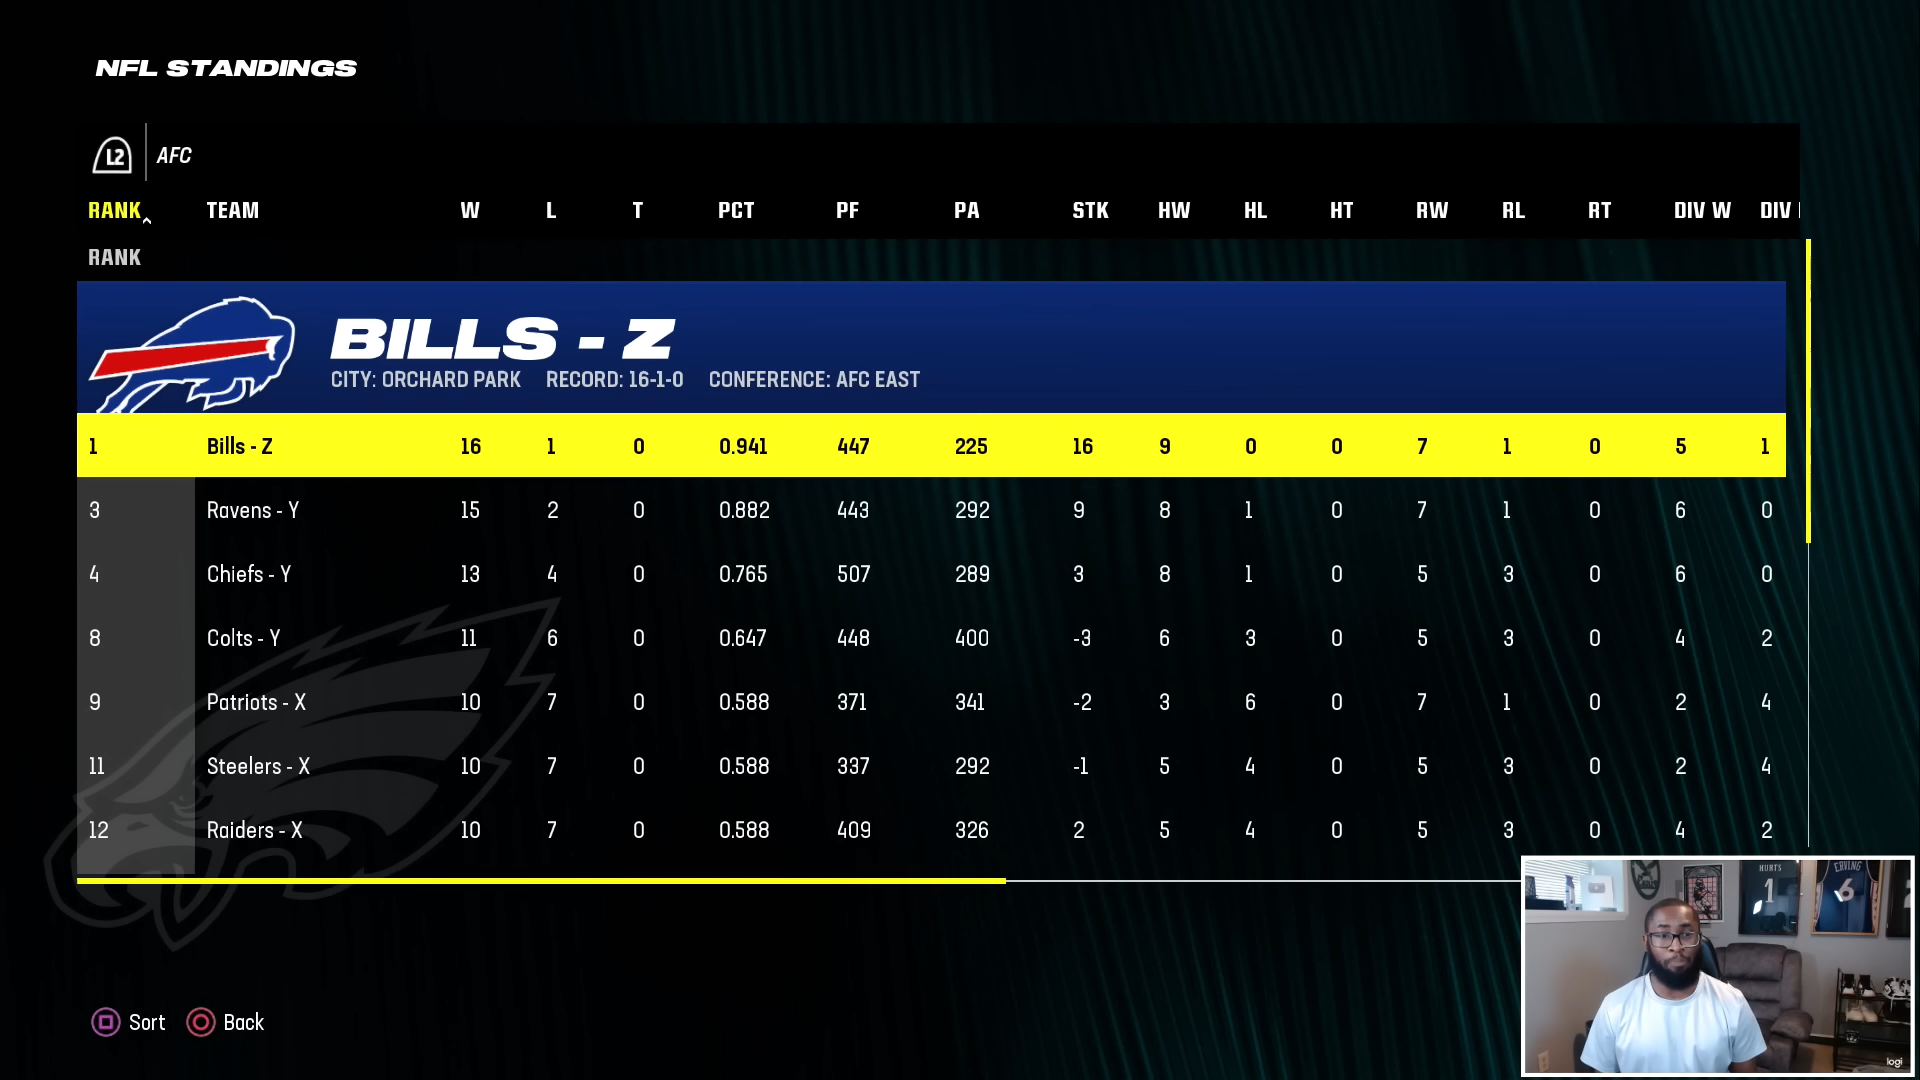 NFL STANDINGS
L2 AFC
RANK TEAM W L T PCT PF PA STK HW HL HT RW RL RT DIV W DIV
RANK
BILLS - Z
CITY: ORCHARD PARK RECORD: 16-1-0 CONFERENCE: AFC EAST
1 Bills - Z 16 1 0 0.941 447 225 16 9 0 0 7 1 0 5 1
3 Ravens - Y 15 2 0 0.882 443 292 9 8 1 0 7 1 0 6 0
4 Chiefs - Y 13 4 0 0.765 507 289 3 8 1 0 5 3 0 6 0
8 Colts - Y 11 6 0 0.647 448 400 -3 6 3 0 5 3 0 4 2
9 Patriots - X 10 7 0 0.588 371 341 -2 3 6 0 7 1 0 2 4
11 Steelers - X 10 7 0 0.588 337 292 -1 5 4 0 5 3 0 2 4
12 Raiders - X 10 7 0 0.588 409 326 2 5 4 0 5 3 0 4 2
HURTS
1
ERVING
6
Sort Back
logi